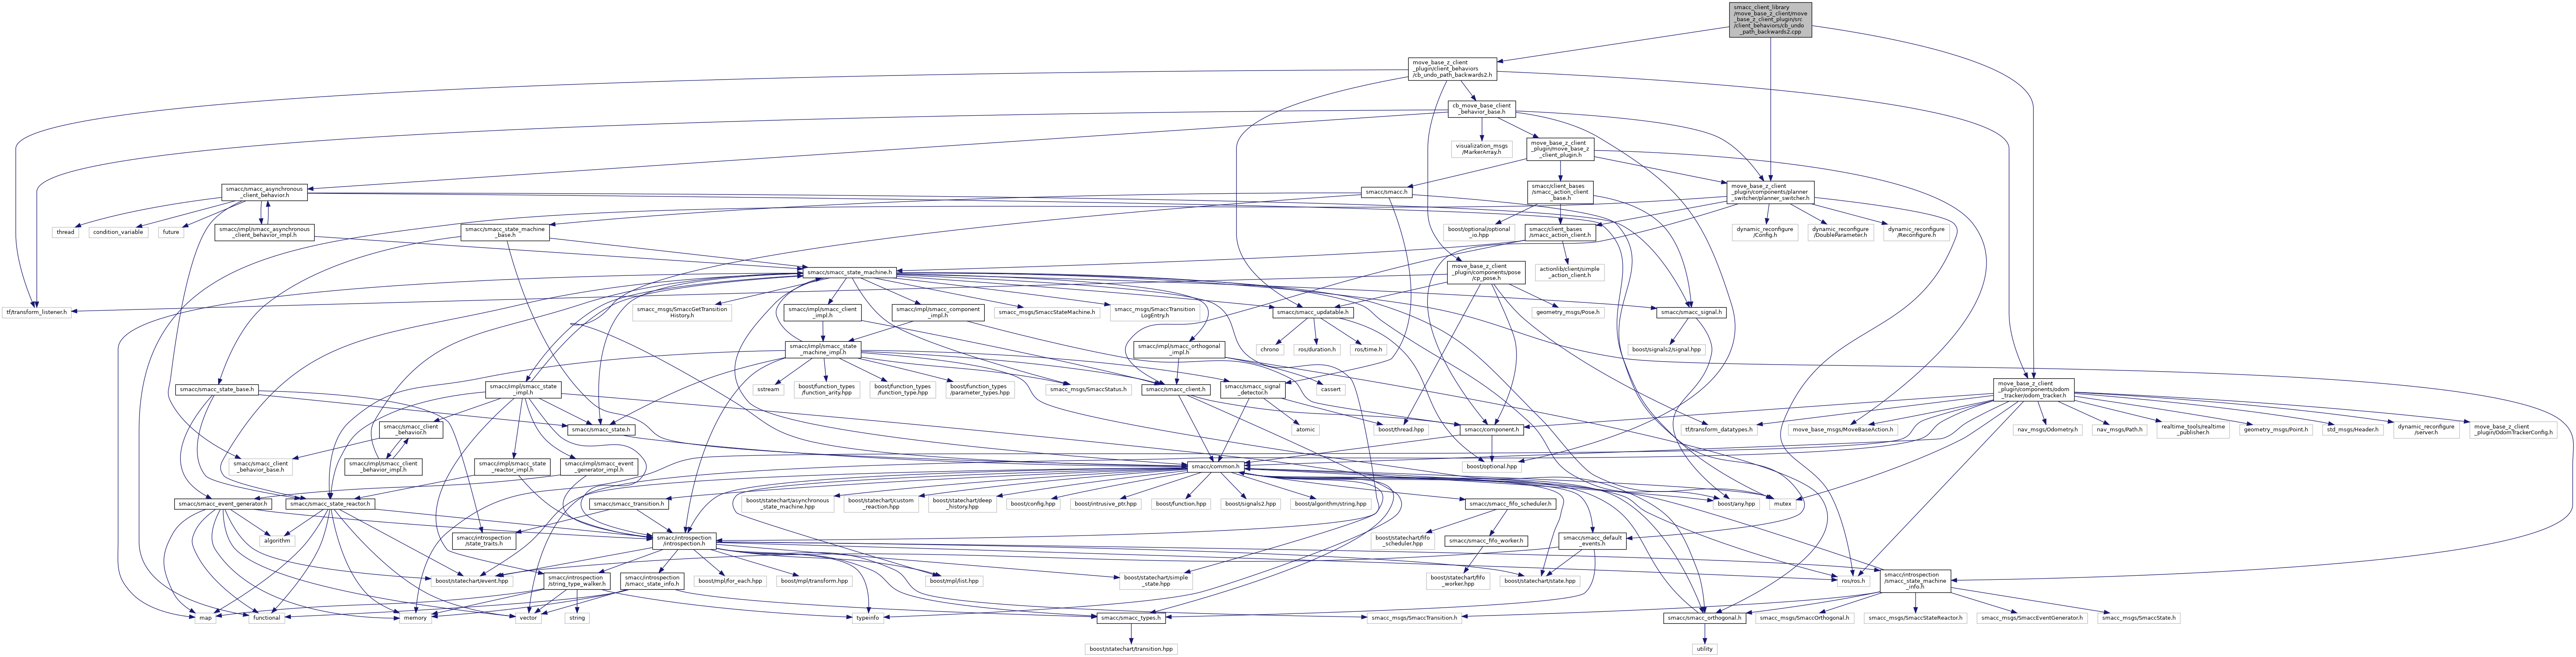 smacc_client_library
/move_base_z_client/move
_base_z_client_plugin/src
/client_behaviors/cb_undo
_path_backwards2.cpp
move_base_z_client
_plugin/client_behaviors
/cb_undo_path_backwards2.h
cb_move_base_client
_behavior_base.h
visualization_msgs
/MarkerArray.h
move_base_z_client
_plugin/move_base_z
_client_plugin.h
smacc/smacc_asynchronous
_client_behavior.h
smacc/smacc.h
smacc/client_bases
/smacc_action_client
_base.h
move_base_z_client
_plugin/components/planner
_switcher/planner_switcher.h
thread
condition_variable
future
smacc/impl/smacc_asynchronous
_client_behavior_impl.h
smacc/smacc_state_machine
_base.h
boost/optional/optional
_io.hpp
smacc/client_bases
/smacc_action_client.h
dynamic_reconfigure
/Config.h
dynamic_reconfigure
/DoubleParameter.h
dynamic_reconfigure
/Reconfigure.h
smacc/smacc_state_machine.h
move_base_z_client
_plugin/components/pose
/cp_pose.h
actionlib/client/simple
_action_client.h
tf/transform_listener.h
smacc_msgs/SmaccGetTransition
History.h
smacc/impl/smacc_client
_impl.h
smacc/impl/smacc_component
_impl.h
smacc_msgs/SmaccStateMachine.h
smacc_msgs/SmaccTransition
LogEntry.h
smacc/smacc_updatable.h
geometry_msgs/Pose.h
smacc/smacc_signal.h
smacc/impl/smacc_state
_machine_impl.h
smacc/impl/smacc_orthogonal
_impl.h
chrono
ros/duration.h
ros/time.h
boost/signals2/signal.hpp
smacc/smacc_state_base.h
smacc/impl/smacc_state
_impl.h
sstream
boost/function_types
/function_arity.hpp
boost/function_types
/function_type.hpp
boost/function_types
/parameter_types.hpp
smacc_msgs/SmaccStatus.h
smacc/smacc_client.h
smacc/smacc_signal
_detector.h
cassert
move_base_z_client
_plugin/components/odom
_tracker/odom_tracker.h
smacc/smacc_client
_behavior.h
smacc/smacc_state.h
atomic
boost/thread.hpp
smacc/component.h
tf/transform_datatypes.h
move_base_msgs/MoveBaseAction.h
nav_msgs/Odometry.h
nav_msgs/Path.h
realtime_tools/realtime
_publisher.h
geometry_msgs/Point.h
std_msgs/Header.h
dynamic_reconfigure
/server.h
move_base_z_client
_plugin/OdomTrackerConfig.h
smacc/smacc_client
_behavior_base.h
smacc/impl/smacc_client
_behavior_impl.h
smacc/impl/smacc_state
_reactor_impl.h
smacc/impl/smacc_event
_generator_impl.h
smacc/common.h
boost/optional.hpp
smacc/smacc_event_generator.h
smacc/smacc_state_reactor.h
smacc/smacc_transition.h
boost/statechart/asynchronous
_state_machine.hpp
boost/statechart/custom
_reaction.hpp
boost/statechart/deep
_history.hpp
boost/config.hpp
boost/intrusive_ptr.hpp
boost/function.hpp
boost/signals2.hpp
boost/algorithm/string.hpp
smacc/smacc_fifo_scheduler.h
boost/any.hpp
mutex
algorithm
smacc/introspection
/state_traits.h
smacc/introspection
/introspection.h
boost/statechart/fifo
_scheduler.hpp
smacc/smacc_fifo_worker.h
smacc/smacc_default
_events.h
boost/statechart/event.hpp
smacc/introspection
/string_type_walker.h
smacc/introspection
/smacc_state_info.h
boost/mpl/for_each.hpp
boost/mpl/transform.hpp
boost/mpl/list.hpp
boost/statechart/simple
_state.hpp
boost/statechart/fifo
_worker.hpp
boost/statechart/state.hpp
ros/ros.h
smacc/introspection
/smacc_state_machine
_info.h
map
functional
memory
vector
string
typeinfo
smacc/smacc_types.h
smacc_msgs/SmaccTransition.h
smacc/smacc_orthogonal.h
smacc_msgs/SmaccOrthogonal.h
smacc_msgs/SmaccStateReactor.h
smacc_msgs/SmaccEventGenerator.h
smacc_msgs/SmaccState.h
boost/statechart/transition.hpp
utility